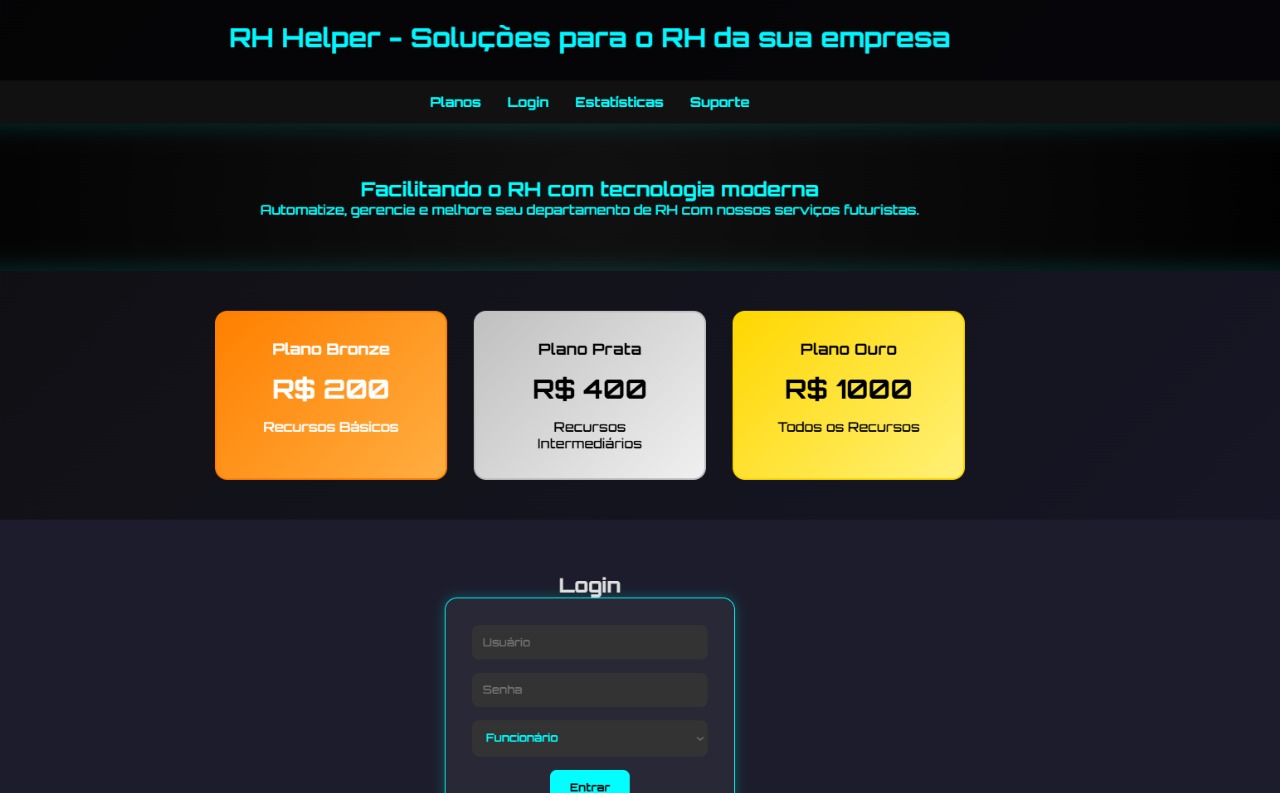 RH Helper - Soluções para o RH da sua empresa
Planos Login Estatísticas Suporte
Facilitando o RH com tecnologia moderna
Automatize, gerencie e melhore seu departamento de RH com nossos serviços futuristas.
Plano Bronze
R$ 200
Recursos Básicos
Plano Prata
R$ 400
Recursos
Intermediários
Plano Ouro
R$ 1000
Todos os Recursos
Login
Usuário
Senha
Funcionário
Entrar